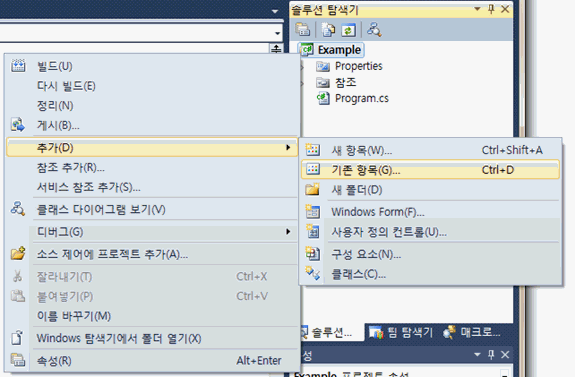 솔루션 탐색기
Example
Properties
참조
Program.cs
빌드(U)
다시 빌드(E)
정리(N)
게시(B)...
추가(D)
참조 추가(R)...
서비스 참조 추가(S)...
클래스 다이어그램 보기(V)
디버그(G)
소스 제어에 프로젝트 추가(A)...
잘라내기(T) Ctrl+X
붙여넣기(P) Ctrl+V
이름 바꾸기(M)
Windows 탐색기에서 폴더 열기(X)
속성(R) Alt+Enter
새 항목(W)... Ctrl+Shift+A
기존 항목(G)... Ctrl+D
새 폴더(D)
Windows Form(F)...
사용자 정의 컨트롤(U)...
구성 요소(N)...
클래스(C)...
솔루션... 팀 탐색기 매크로...
성
Example 프로젝트 속성